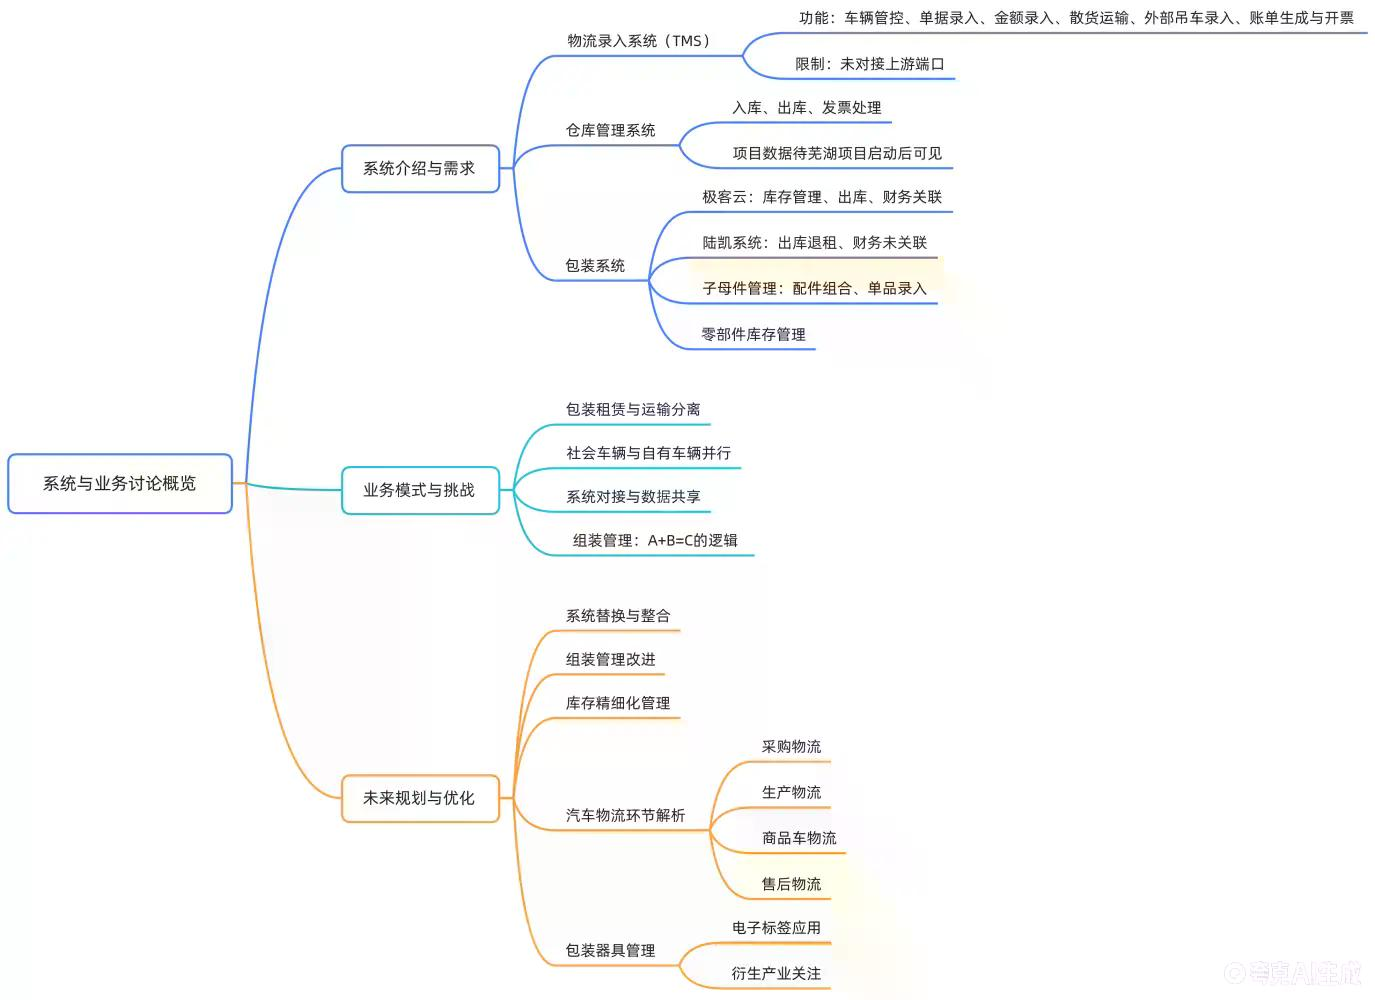 系统与业务讨论概览
系统介绍与需求
物流录入系统（TMS）
功能：车辆管控、单据录入、金额录入、散货运输、外部吊车录入、账单生成与开票
限制：未对接上游端口
仓库管理系统
入库、出库、发票处理
项目数据待芜湖项目启动后可见
包装系统
极客云：库存管理、出库、财务关联
陆凯系统：出库退租、财务未关联
子母件管理：配件组合、单品录入
零部件库存管理
业务模式与挑战
包装租赁与运输分离
社会车辆与自有车辆并行
系统对接与数据共享
组装管理：A+B=C的逻辑
未来规划与优化
系统替换与整合
组装管理改进
库存精细化管理
汽车物流环节解析
采购物流
生产物流
商品车物流
售后物流
包装器具管理
电子标签应用
衍生产业关注
夸克AI生成